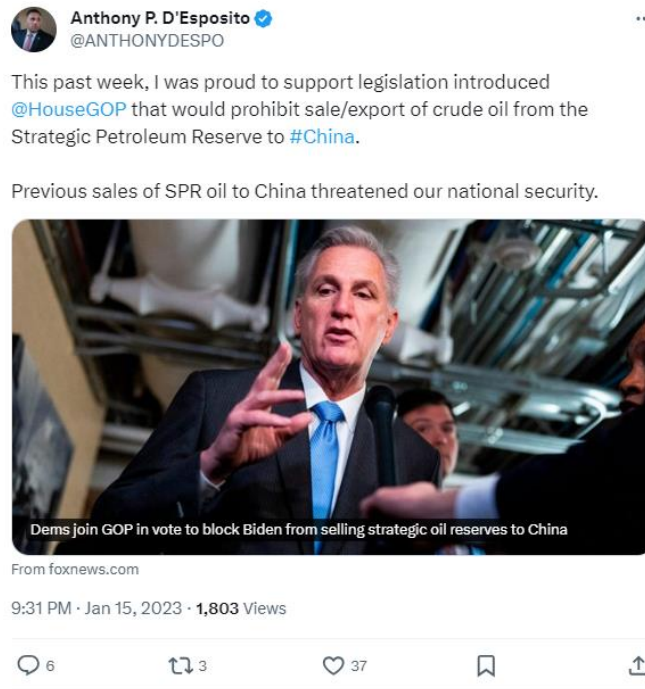 Anthony P. D'Esposito
@ANTHONYDESPO
This past week, I was proud to support legislation introduced
@HouseGOP that would prohibit sale/export of crude oil from the
Strategic Petroleum Reserve to #China.
Previous sales of SPR oil to China threatened our national security.
Dems join GOP in vote to block Biden from selling strategic oil reserves to China
From foxnews.com
9:31 PM · Jan 15, 2023 · 1,803 Views
6 3 37